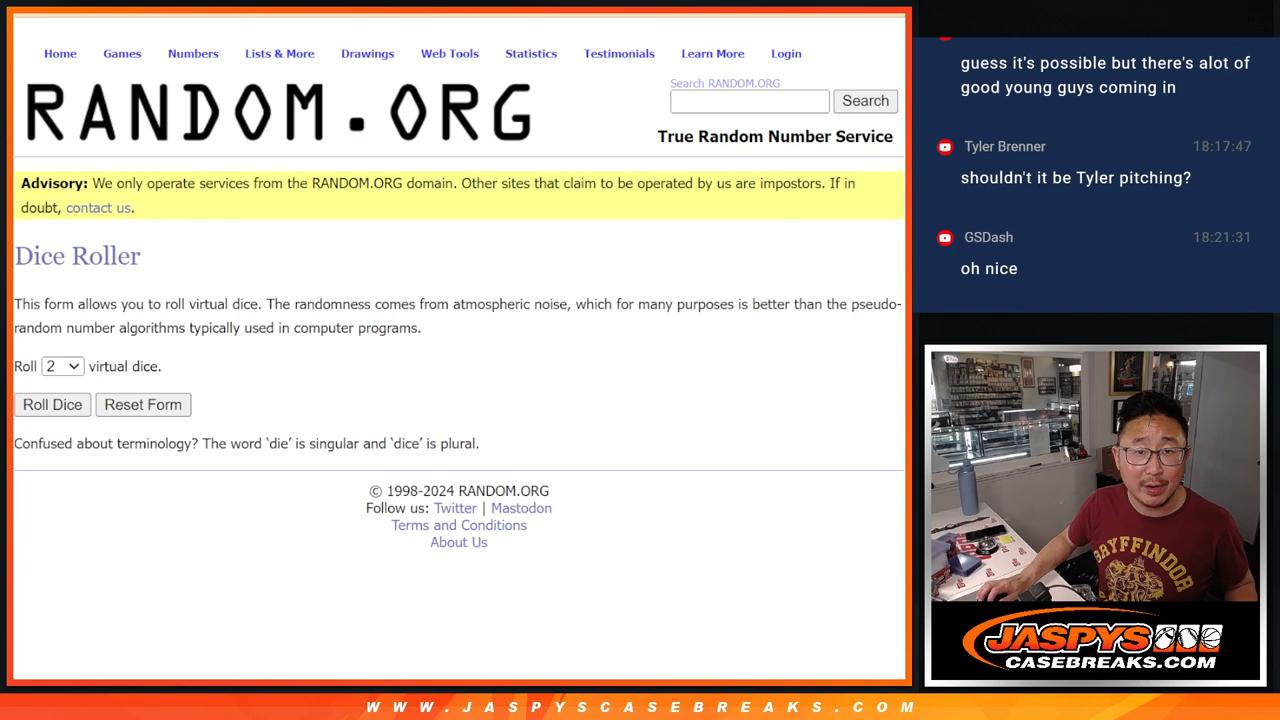 Home Games Numbers Lists & More Drawings Web Tools Statistics Testimonials Learn More Login
RANDOM.ORG
Search RANDOM.ORG
Search
True Random Number Service
Advisory: We only operate services from the RANDOM.ORG domain. Other sites that claim to be operated by us are impostors. If in
doubt, contact us.
Dice Roller
This form allows you to roll virtual dice. The randomness comes from atmospheric noise, which for many purposes is better than the pseudo-
random number algorithms typically used in computer programs.
Roll 2 virtual dice.
Roll Dice Reset Form
Confused about terminology? The word ‘die’ is singular and ‘dice’ is plural.
© 1998-2024 RANDOM.ORG
Follow us: Twitter | Mastodon
Terms and Conditions
About Us
guess it's possible but there's alot of
good young guys coming in
Tyler Brenner 18:17:47
shouldn't it be Tyler pitching?
GSDash 18:21:31
oh nice
GRYFFINDOR
JASPYS
CASEBREAKS.COM
WWW.JASPYSCASEBREAKS.COM